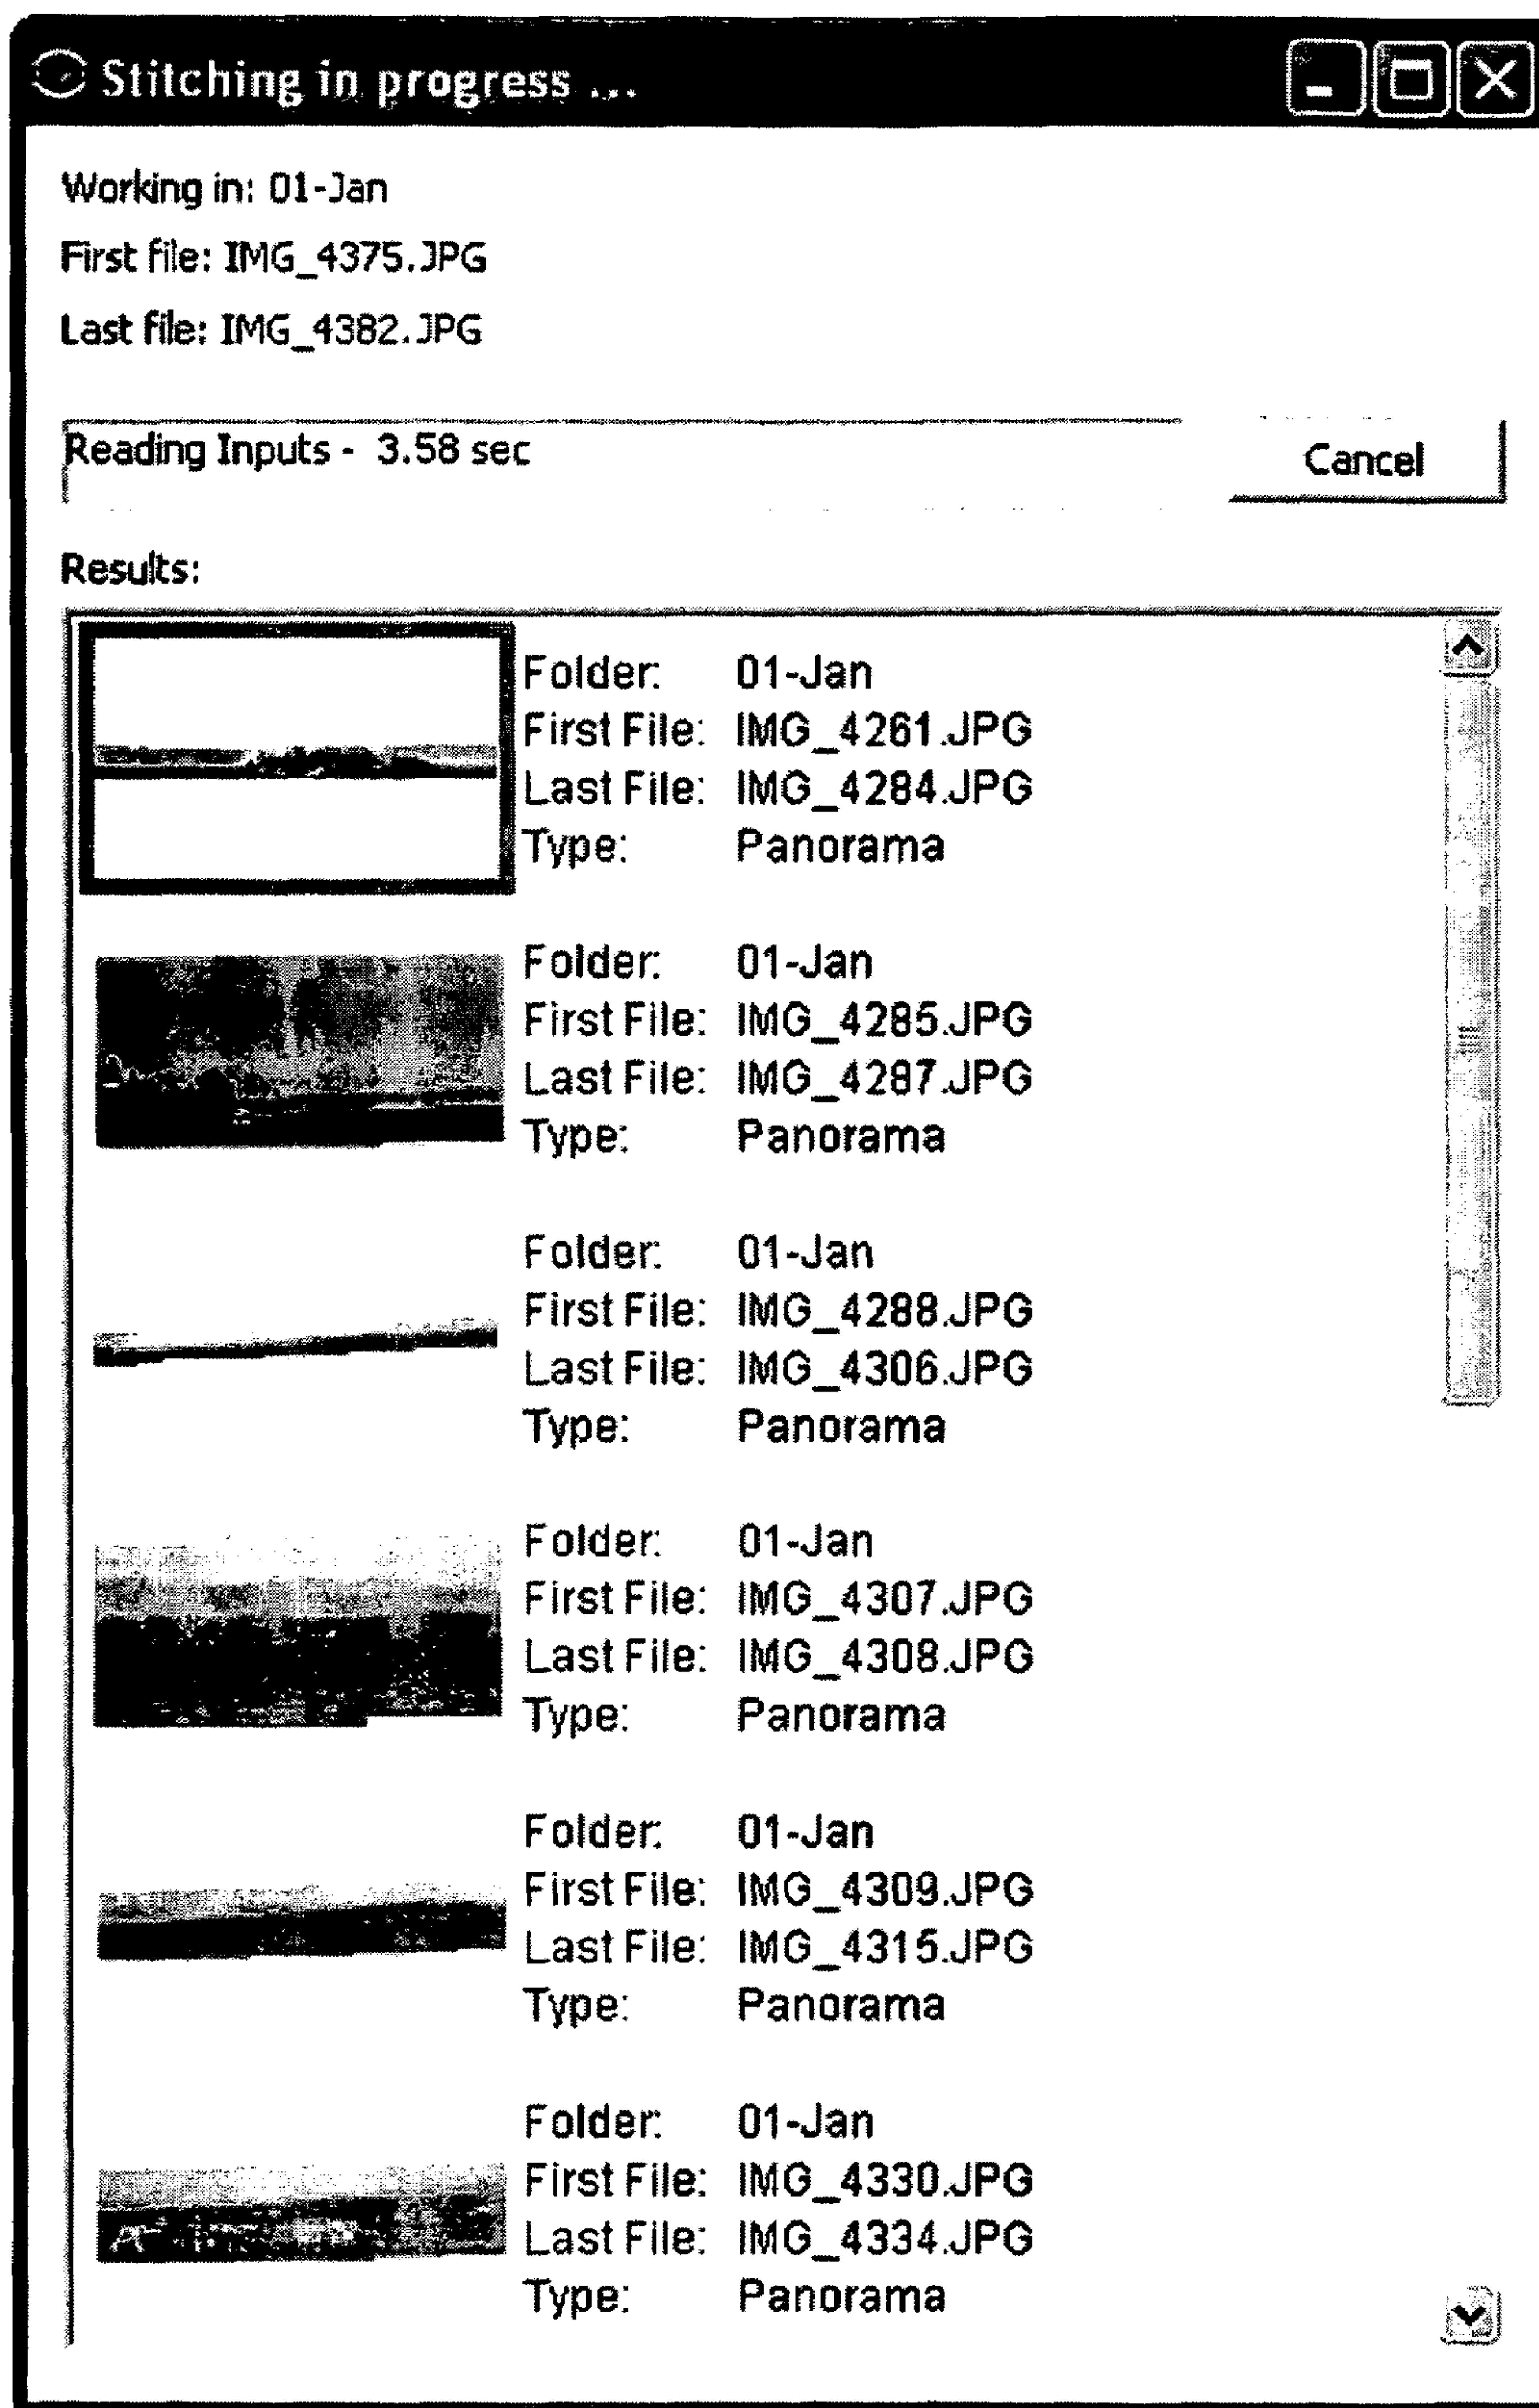 Stitching in progress ...
Working in: 01-Jan
First file: IMG_4375.JPG
Last file: IMG_4382.JPG
Reading Inputs - 3.58 sec
Cancel
Results:
Folder: 01-Jan
First File: IMG_4261.JPG
Last File: IMG_4284.JPG
Type: Panorama
Folder: 01-Jan
First File: IMG_4285.JPG
Last File: IMG_4287.JPG
Type: Panorama
Folder: 01-Jan
First File: IMG_4288.JPG
Last File: IMG_4306.JPG
Type: Panorama
Folder: 01-Jan
First File: IMG_4307.JPG
Last File: IMG_4308.JPG
Type: Panorama
Folder: 01-Jan
First File: IMG_4309.JPG
Last File: IMG_4315.JPG
Type: Panorama
Folder: 01-Jan
First File: IMG_4330.JPG
Last File: IMG_4334.JPG
Type: Panorama